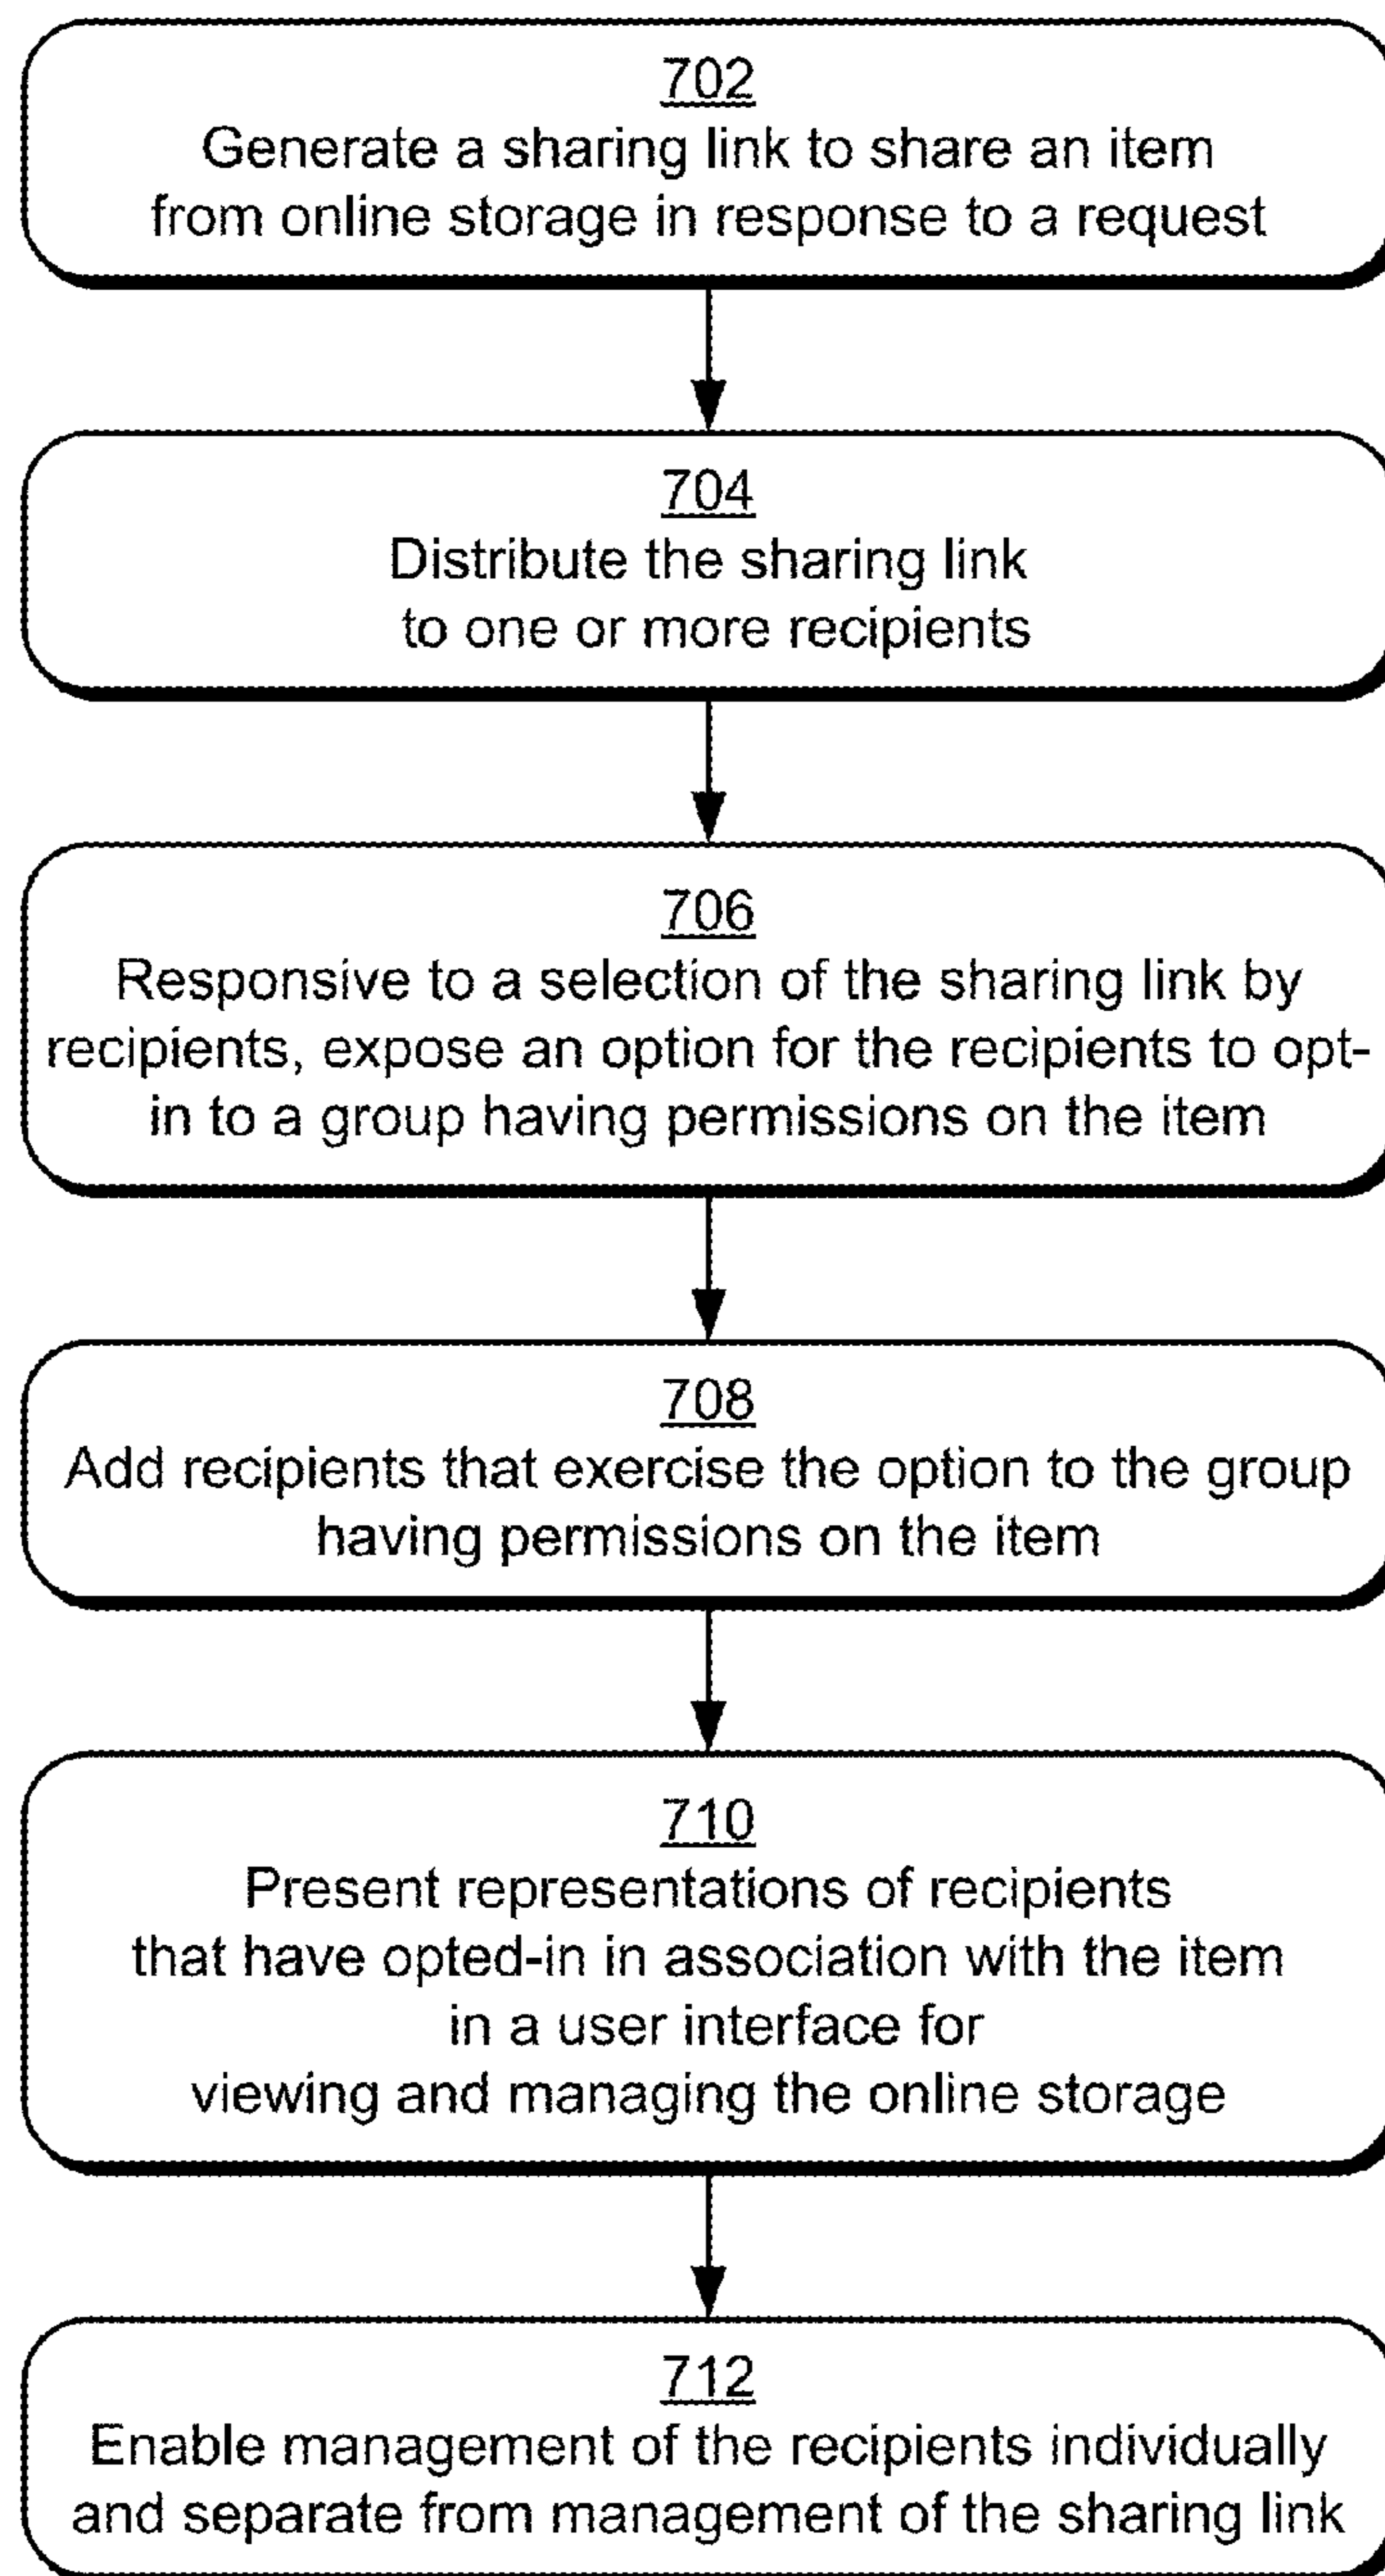 702
Generate a sharing link to share an item
from online storage in response to a request
704
Distribute the sharing link
to one or more recipients
706
Responsive to a selection of the sharing link by
recipients, expose an option for the recipients to opt-
in to a group having permissions on the item
708
Add recipients that exercise the option to the group
having permissions on the item
710
Present representations of recipients
that have opted-in in association with the item
in a user interface for
viewing and managing the online storage
712
Enable management of the recipients individually
and separate from management of the sharing link